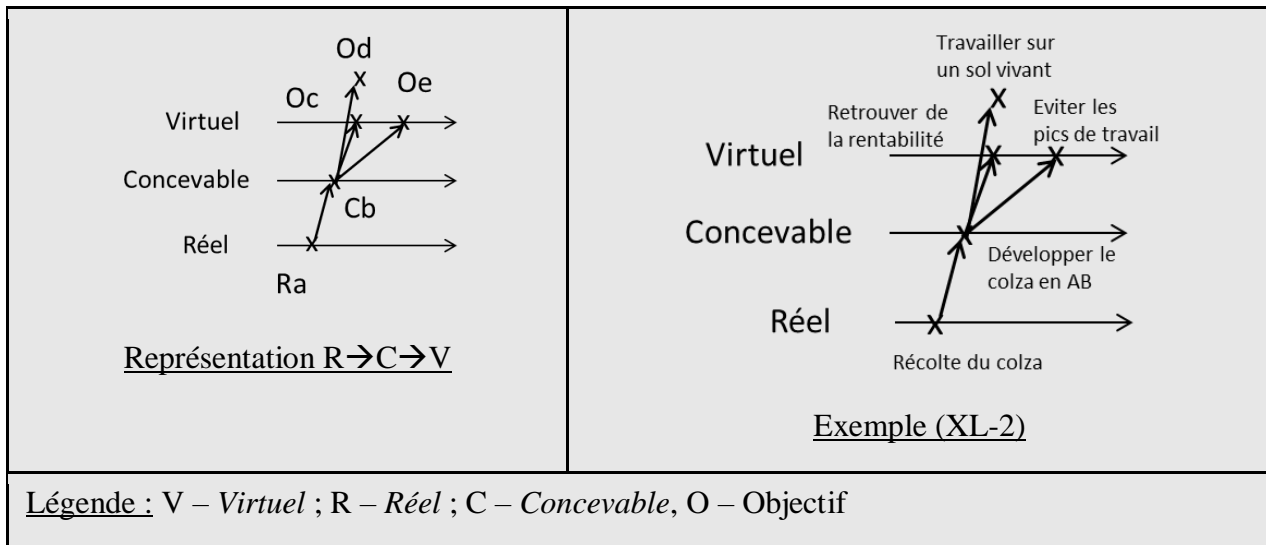 Od
Oc
Oe
Virtuel
Concevable
Cb
Réel
Ra
Représentation R→C→V
Travailler sur
un sol vivant
Retrouver de
la rentabilité
Eviter les
pics de travail
Virtuel
Concevable
Développer le
colza en AB
Réel
Récolte du colza
Exemple (XL-2)
Légende : V – Virtuel ; R – Réel ; C – Concevable, O – Objectif